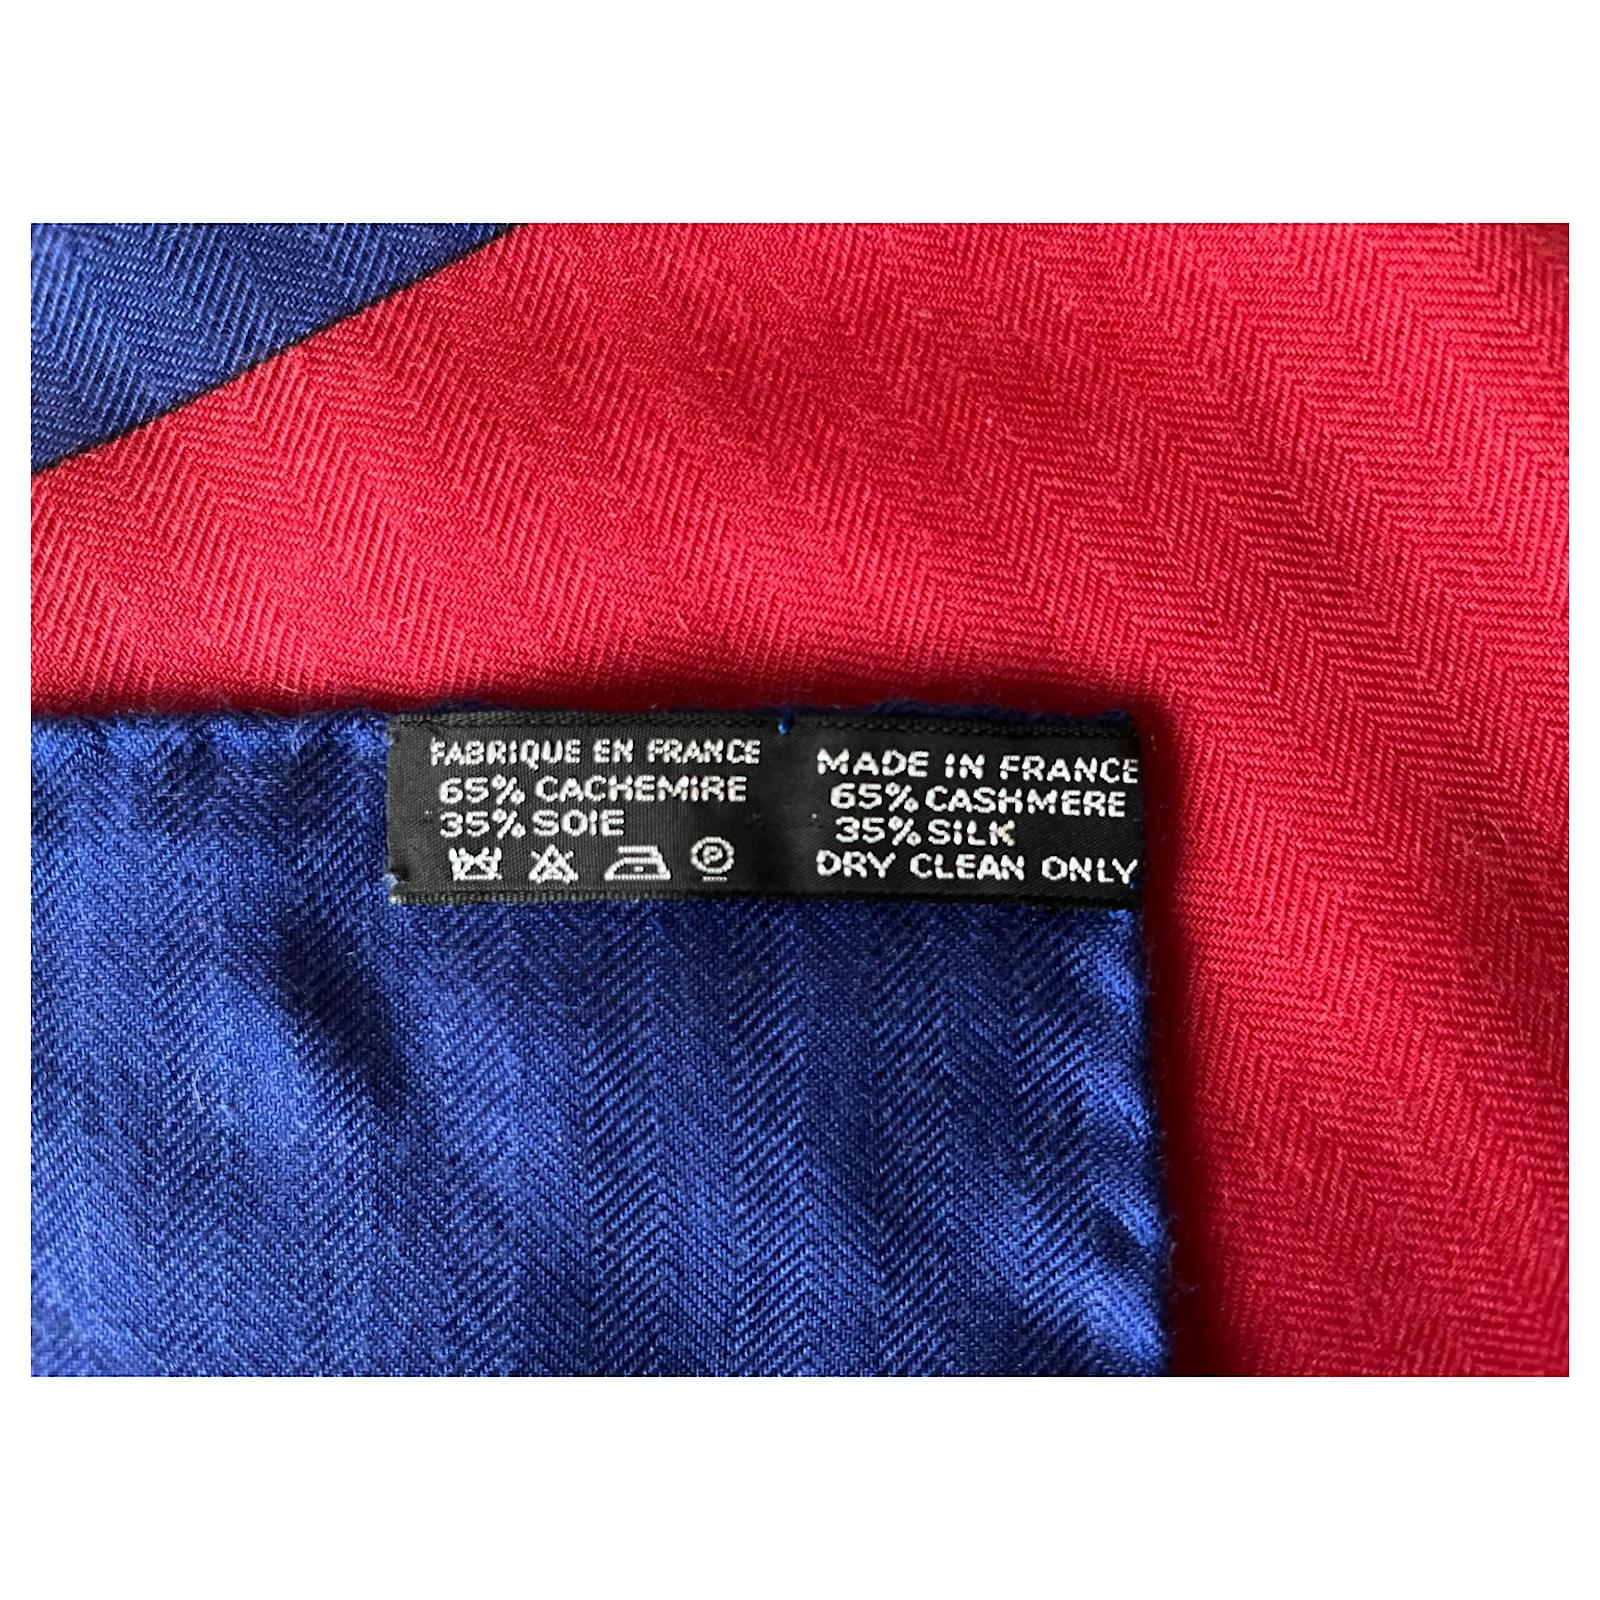 FABRIQUE EN FRANCE
65% CACHEMIRE
35% SOIE
P
MADE IN FRANCE
65% CASHMERE
35% SILK
DRY CLEAN ONLY